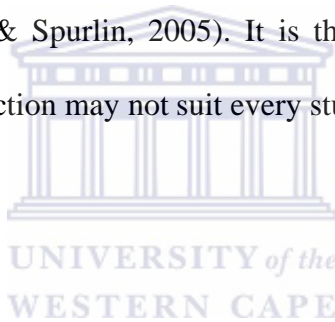 & Spurlin, 2005). It is th
ction may not suit every stu
UNIVERSITY of the
WESTERN CAPE